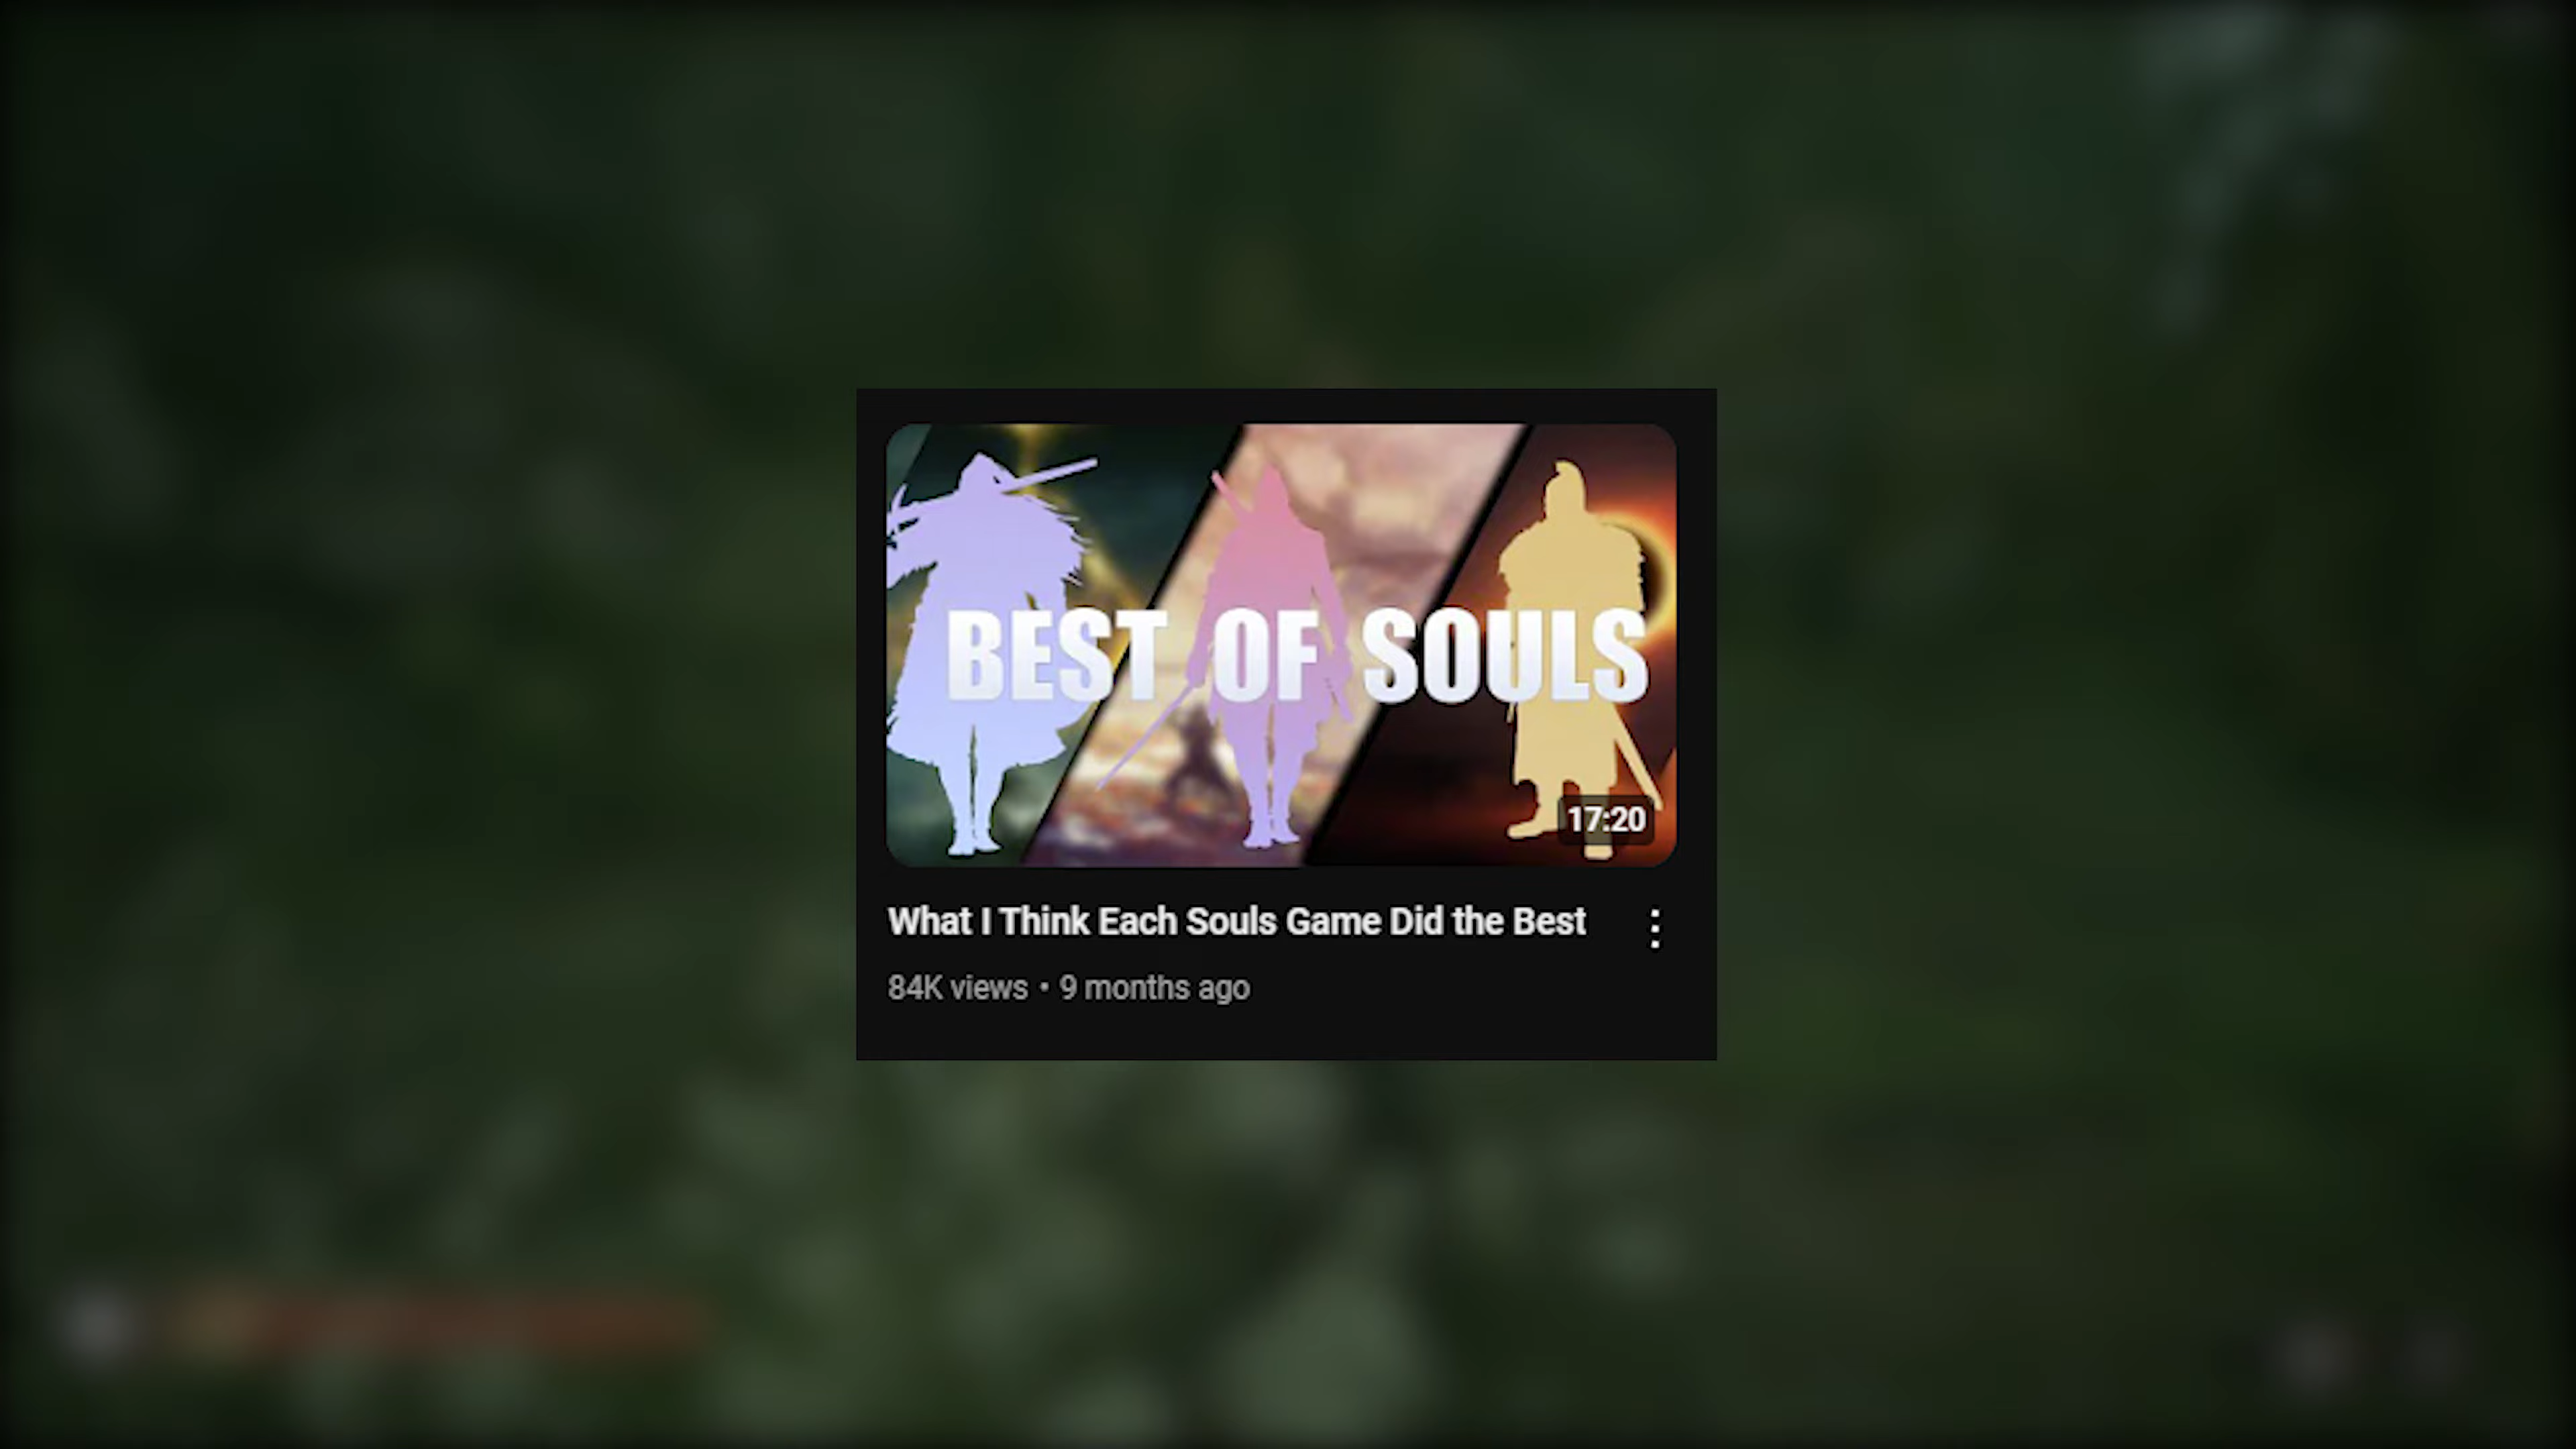 BEST OF SOULS
17:20
What I Think Each Souls Game Did the Best
84K views • 9 months ago